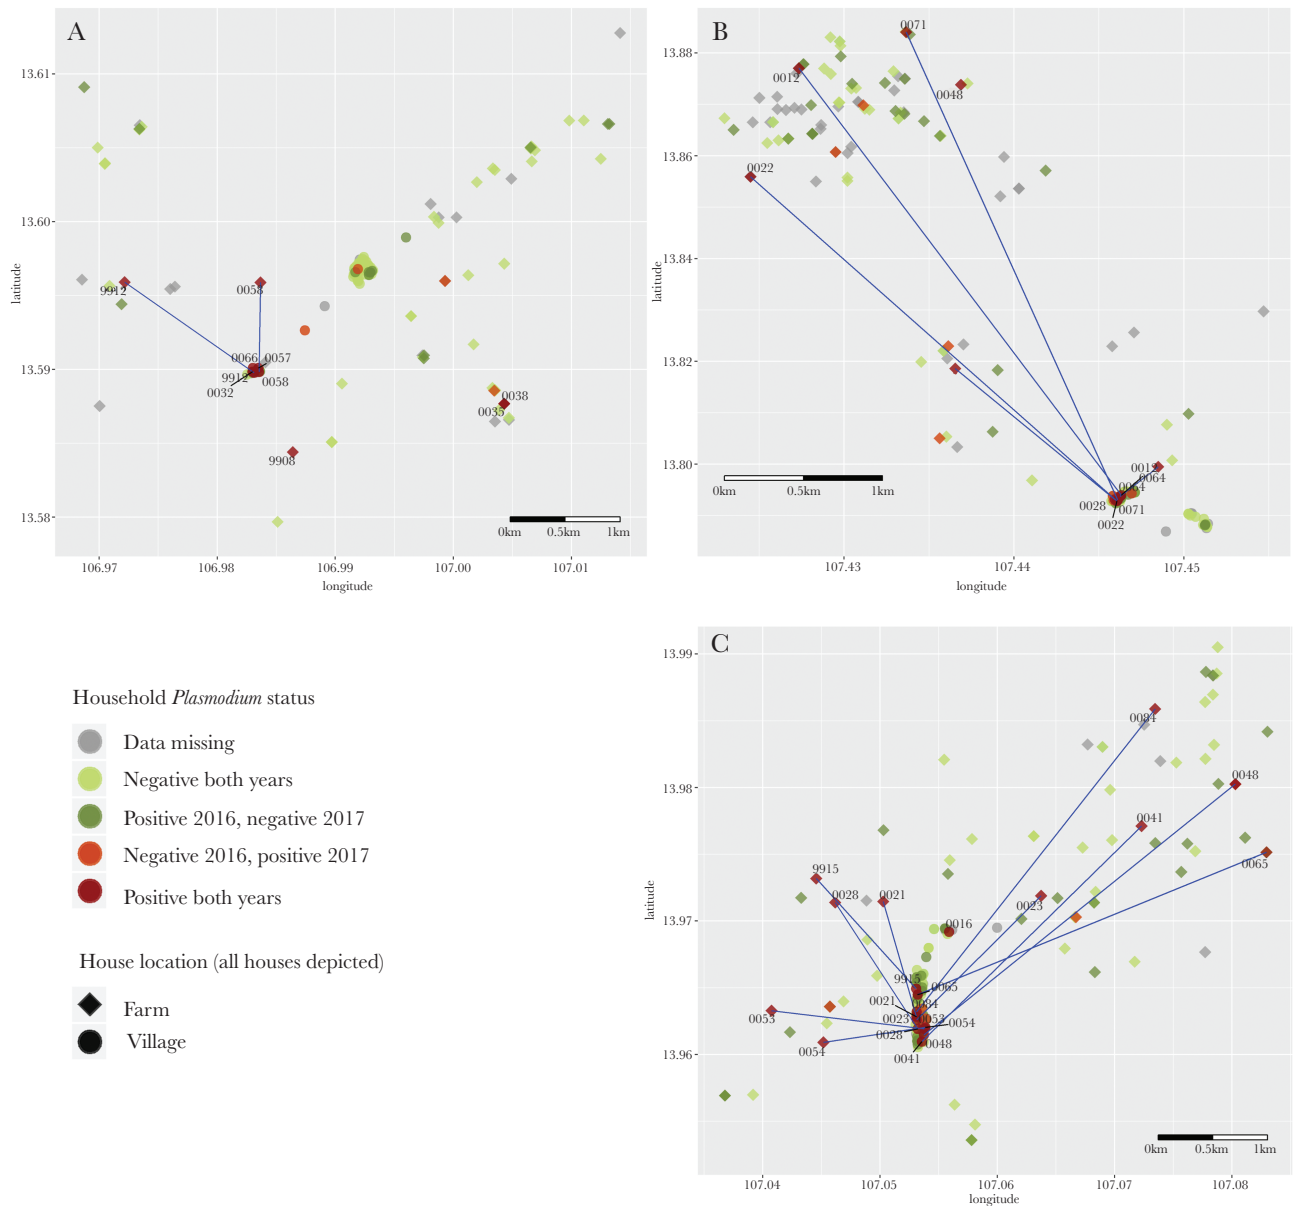 A
13.61
13.60
13.59
13.58
latitude
9912
0058
0066
0057
9912
0058
0032
0038
0035
9908
0km
0.5km
1km
106.97
106.98
106.99
107.00
107.01
longitude
B
13.88
13.86
13.84
13.82
13.80
latitude
0071
0012
0048
0022
0012
0064
0064
0028
0071
0022
0km
0.5km
1km
107.43
107.44
107.45
longitude
Household Plasmodium status
Data missing
Negative both years
Positive 2016, negative 2017
Negative 2016, positive 2017
Positive both years
House location (all houses depicted)
Farm
Village
C
13.99
13.98
13.97
13.96
latitude
0084
0048
0041
0065
9915
0028
0021
0023
0016
9915
0065
0021
0084
0023
0053
0054
0028
0048
0041
0053
0054
0km
0.5km
1km
107.04
107.05
107.06
107.07
107.08
longitude